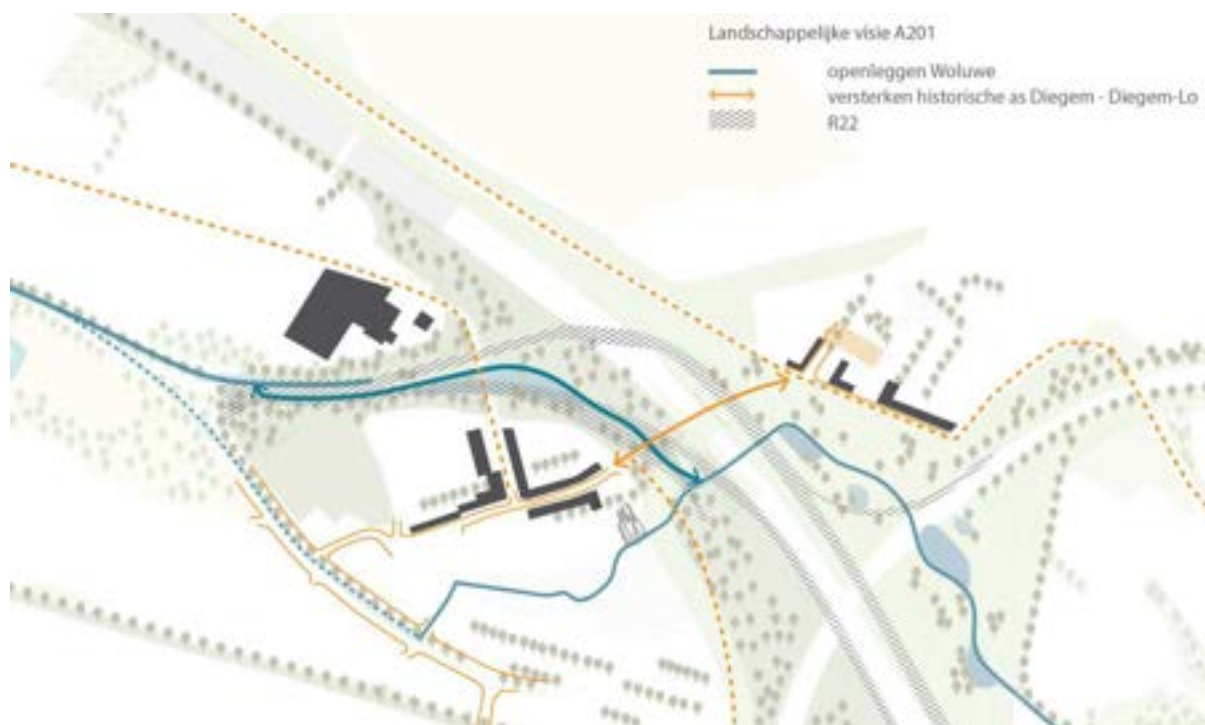 Landschappelijke visie A201
openleggen Woluwe
versterken historische as Diegem - Diegem-Lo
R22